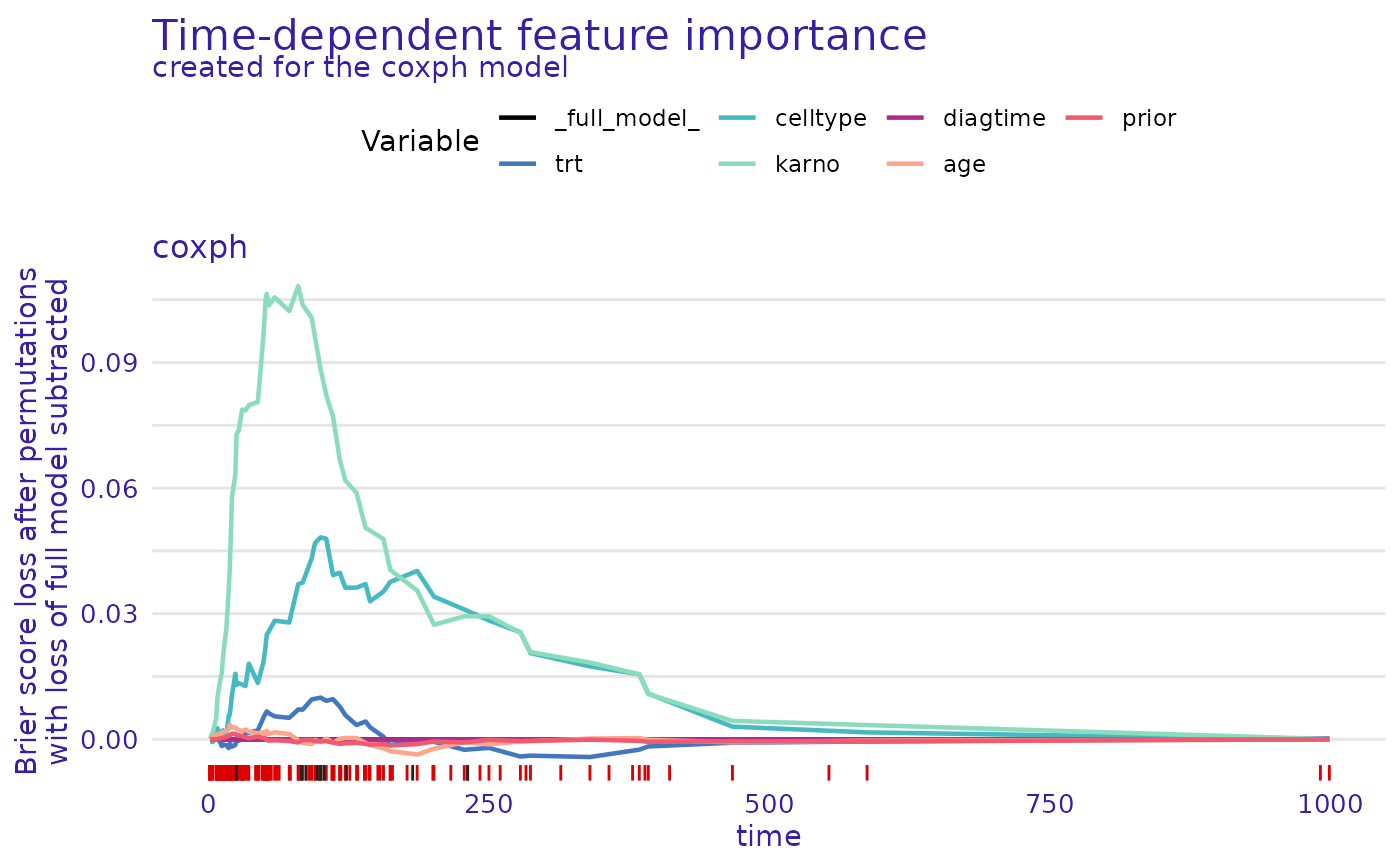 Time-dependent feature importance
created for the coxph model
Variable
_full_model_
celltype
diagtime
prior
trt
karno
age
coxph
Brier score loss after permutations
with loss of full model subtracted
0.09
0.06
0.03
0.00
0
250
500
750
1000
time